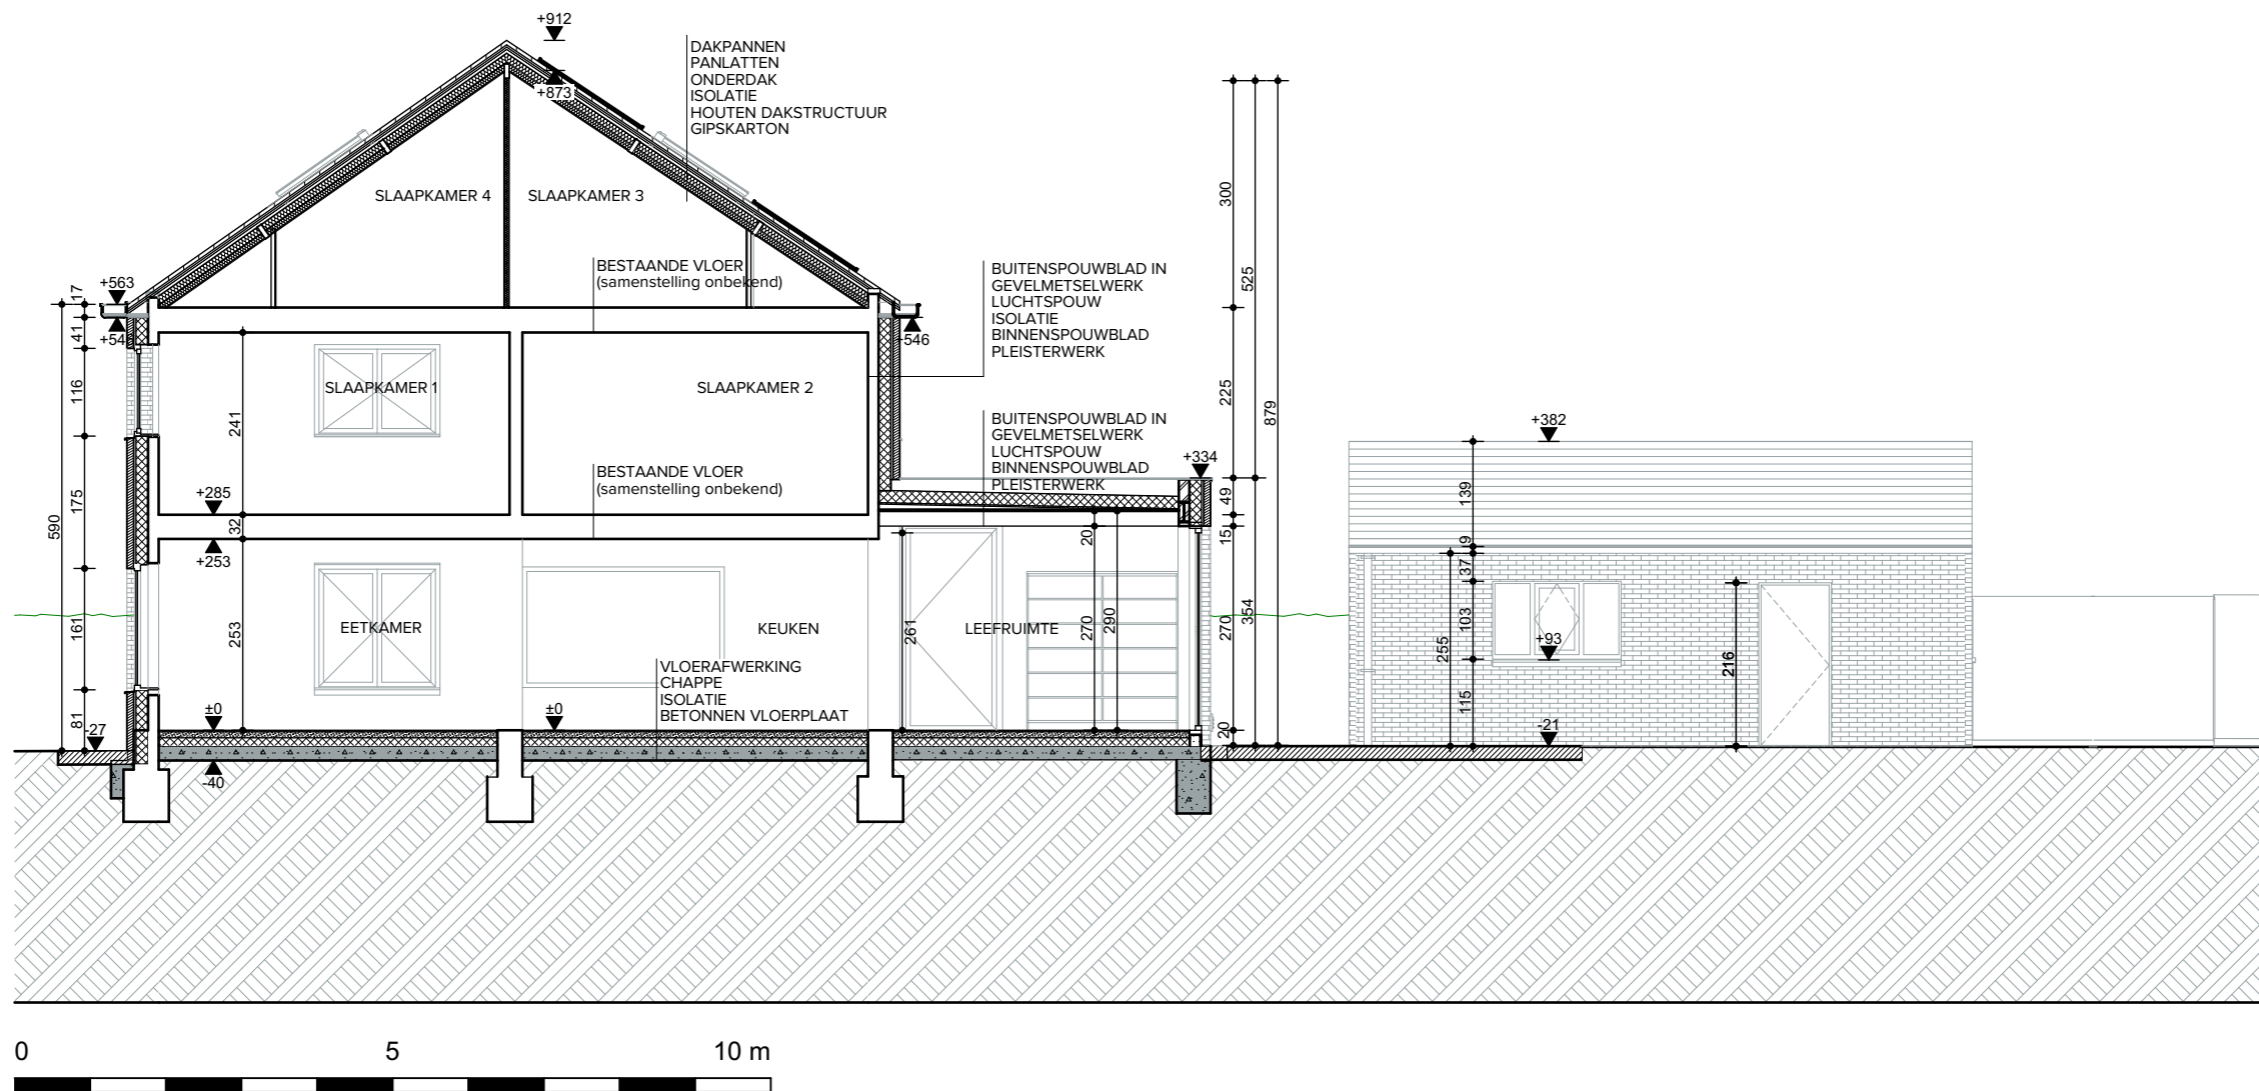 +912
+873
DAKPANNEN
PANLATTEN
ONDERDAK
ISOLATIE
HOUTEN DAKSTRUCTUUR
GIPSKARTON
SLAAPKAMER 4
SLAAPKAMER 3
BESTAANDE VLOER
(samenstelling onbekend)
BUITENSPOUWBLAD IN
GEVELMETSELWERK
LUCHTSPOUW
ISOLATIE
BINNENSPOUWBLAD
PLEISTERWERK
+563
+54
+546
17
41
116
175
590
161
81
-27
SLAAPKAMER 1
SLAAPKAMER 2
241
BESTAANDE VLOER
(samenstelling onbekend)
BUITENSPOUWBLAD IN
GEVELMETSELWERK
LUCHTSPOUW
BINNENSPOUWBLAD
PLEISTERWERK
+285
32
+253
253
EETKAMER
KEUKEN
LEEFRUIMTE
VLOERAFWERKING
CHAPPE
ISOLATIE
BETONNEN VLOERPLAAT
±0
±0
-40
261
20
270
290
+334
300
525
225
879
49
15
354
270
20
+382
139
9
37
103
255
115
+93
-21
216
0
5
10 m